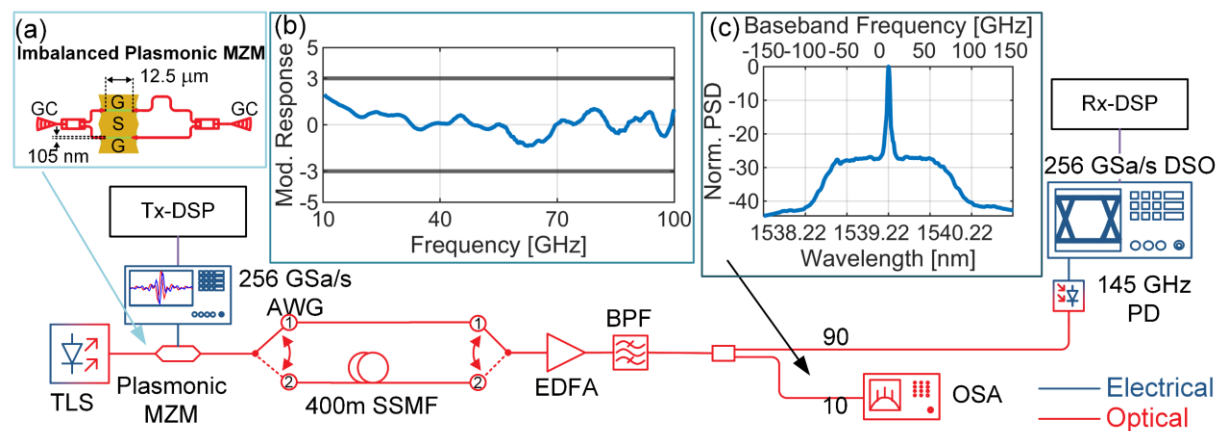 (a)
Imbalanced Plasmonic MZM
12.5 μm
GC
G
S
G
GC
105 nm
(b)
Mod. Response
5
3
0
-3
-5
10
40
70
100
Frequency [GHz]
(c)
Baseband Frequency [GHz]
-150
-100
-50
0
50
100
150
Norm. PSD
0
-10
-20
-30
-40
1538.22
1539.22
1540.22
Wavelength [nm]
Rx-DSP
256 GSa/s DSO
145 GHz
PD
Tx-DSP
256 GSa/s
AWG
TLS
Plasmonic
MZM
1
2
400m SSMF
1
2
EDFA
BPF
90
10
OSA
Electrical
Optical